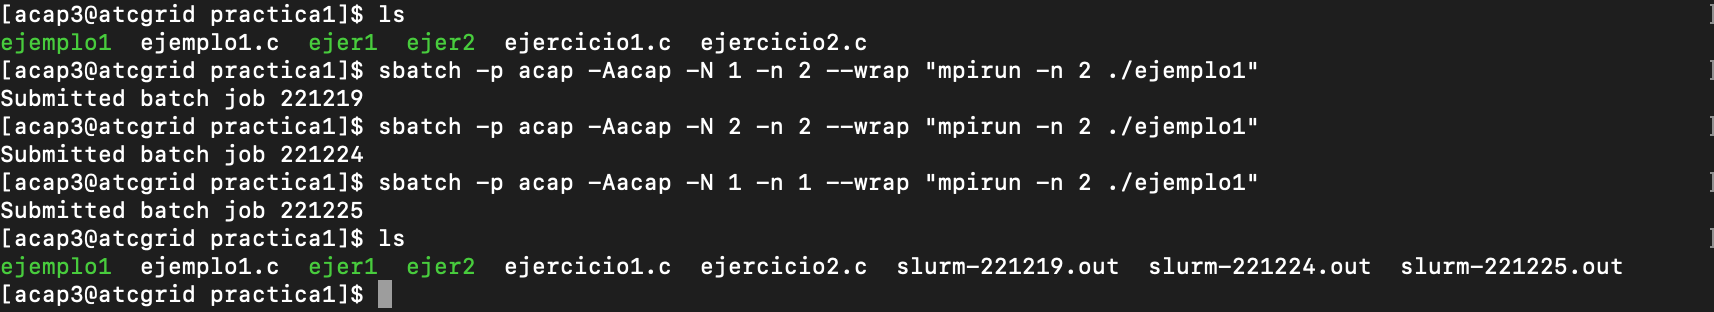 [acap3@atcgrid practica1]$ ls
ejemplo1  ejemplo1.c  ejer1  ejer2  ejercicio1.c  ejercicio2.c
[acap3@atcgrid practica1]$ sbatch -p acap -Aacap -N 1 -n 2 --wrap "mpirun -n 2 ./ejemplo1"
Submitted batch job 221219
[acap3@atcgrid practica1]$ sbatch -p acap -Aacap -N 2 -n 2 --wrap "mpirun -n 2 ./ejemplo1"
Submitted batch job 221224
[acap3@atcgrid practica1]$ sbatch -p acap -Aacap -N 1 -n 1 --wrap "mpirun -n 2 ./ejemplo1"
Submitted batch job 221225
[acap3@atcgrid practica1]$ ls
ejemplo1  ejemplo1.c  ejer1  ejer2  ejercicio1.c  ejercicio2.c  slurm-221219.out  slurm-221224.out  slurm-221225.out
[acap3@atcgrid practica1]$